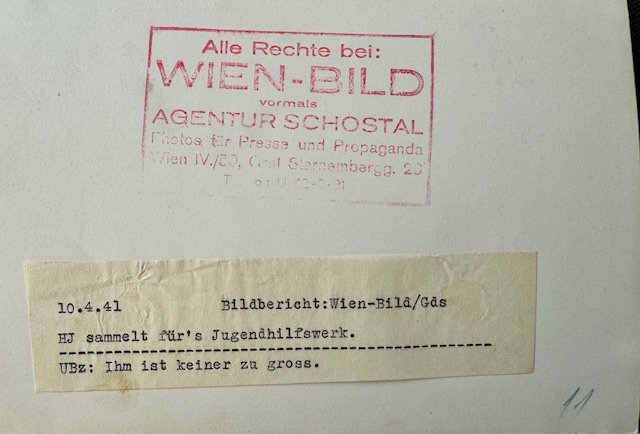 Alle Rechte bei:
WIEN-BILD
vormals
AGENTUR SCHOSTAL
Photos für Presse und Propaganda
Wien IV./50, Graf Starhembergg. 26
10.4.41 Bildbericht:Wien-Bild/Gds
HJ sammelt für's Jugendhilfswerk.
UBz: Ihm ist keiner zu gross.
11